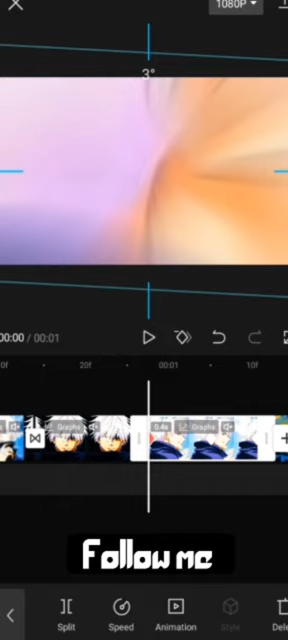 1080P
3°
00:00 / 00:01
0f
20f
00:01
10f
Graphs
0.4s
Graphs
Follow me
Split
Speed
Animation
Style
Dele